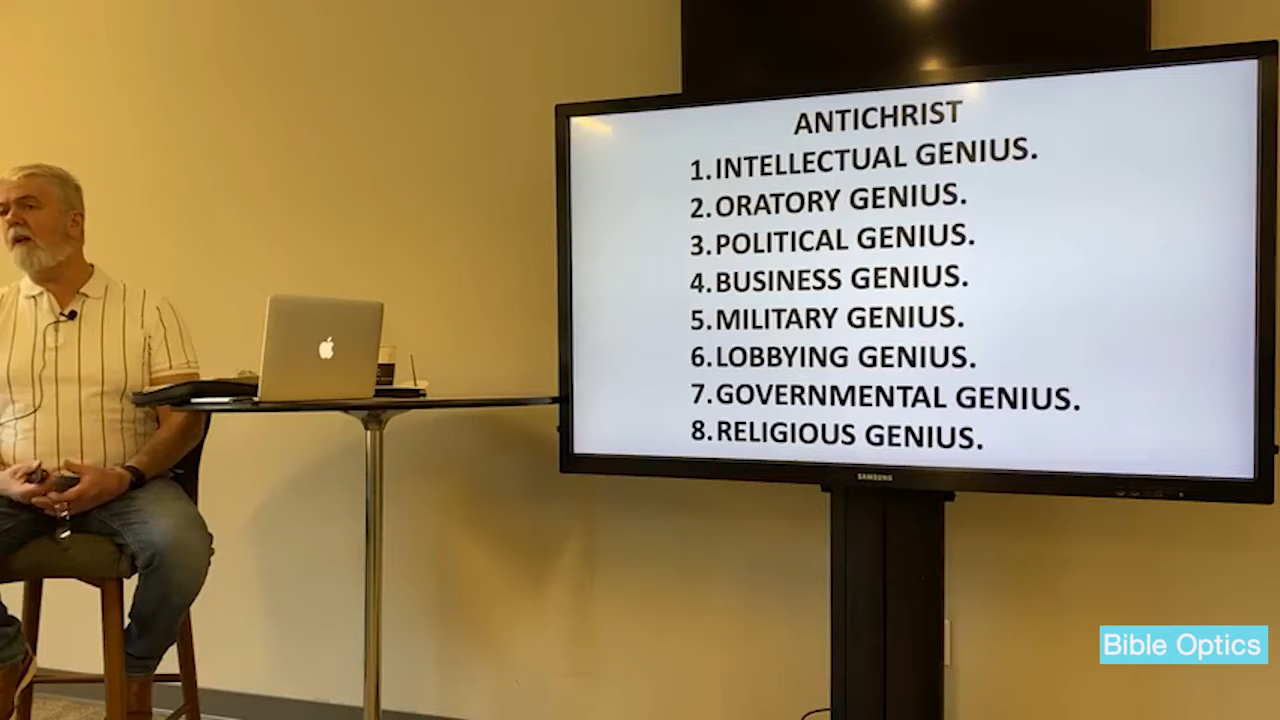 ANTICHRIST
1. INTELLECTUAL GENIUS.
2. ORATORY GENIUS.
3. POLITICAL GENIUS.
4. BUSINESS GENIUS.
5. MILITARY GENIUS.
6. LOBBYING GENIUS.
7. GOVERNMENTAL GENIUS.
8. RELIGIOUS GENIUS.
SAMSUNG
Bible Optics